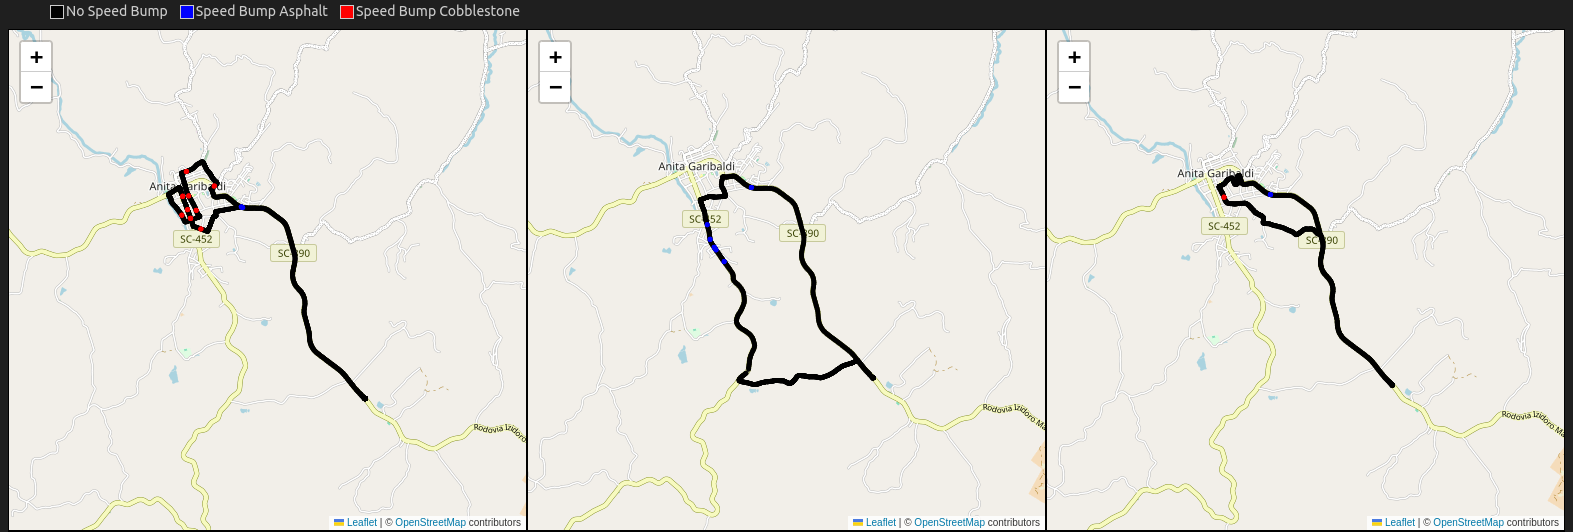 No Speed Bump Speed Bump Asphalt Speed Bump Cobblestone
+
−
Anita Garibaldi
SC-452
SC-390
Rodovia Izidoro
Leaflet | © OpenStreetMap contributors
+
−
Anita Garibaldi
SC-452
SC-390
Rodovia Izidoro Ma
Leaflet | © OpenStreetMap contributors
+
−
Anita Garibaldi
SC-452
SC-390
Rodovia Izidoro Ma
Leaflet | © OpenStreetMap contributors